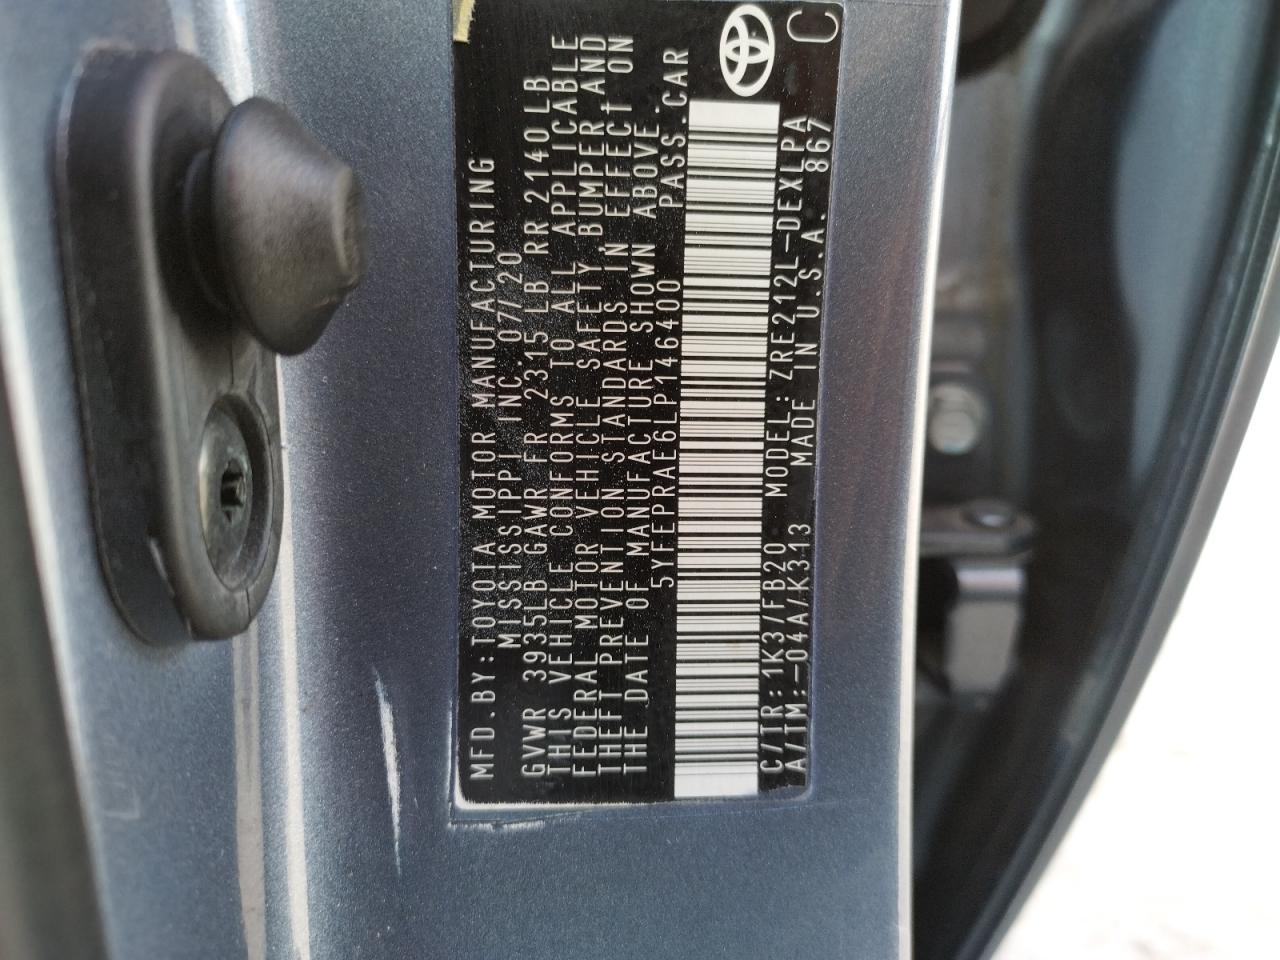 MFD.BY:TOYOTA MOTOR MANUFACTURING
MISSISSIPPI INC 07/20
GVWR 3935LB GAWR FR 2315 LB RR 2140LB
THIS VEHICLE CONFORMS TO ALL APPLICABLE
FEDERAL MOTOR VEHICLE SAFETY, BUMPER AND
THEFT PREVENTION STANDARDS IN EFFECT ON
THE DATE OF MANUFACTURE SHOWN ABOVE.
5YFEPRAE6LP146400 PASS.CAR
C/TR:1K3/FB20 MODEL:ZRE212L-DEXLPA
A/TM:-04A/K313 MADE IN U.S.A. 867
C